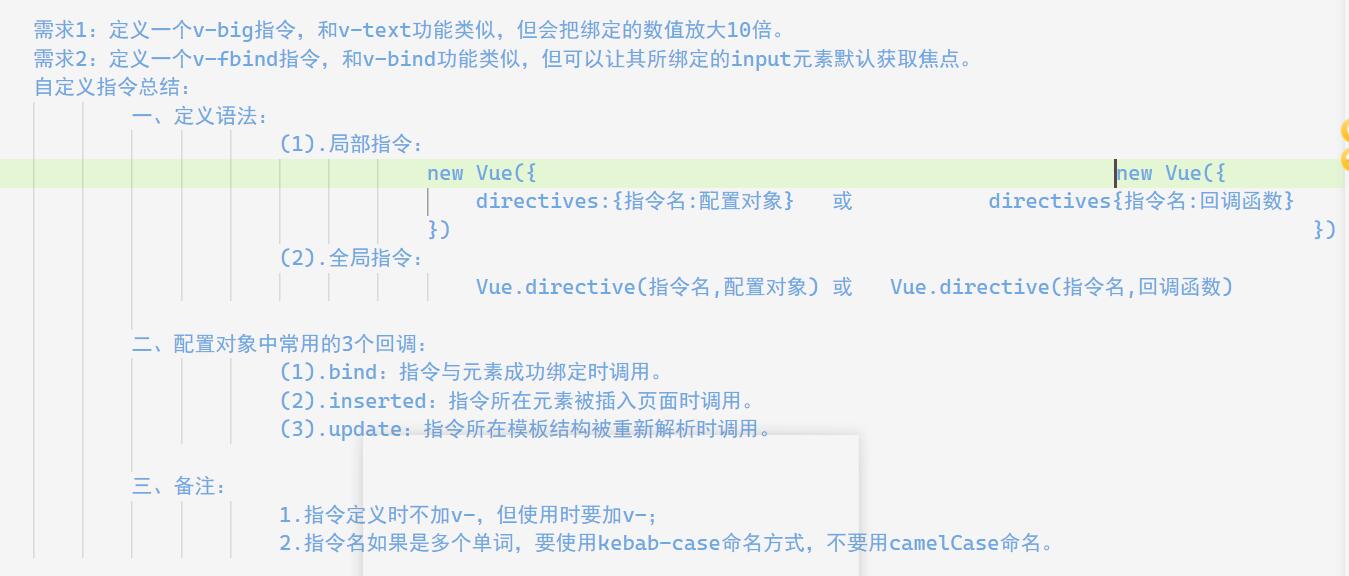 需求1：定义一个v-big指令，和v-text功能类似，但会把绑定的数值放大10倍。
需求2：定义一个v-fbind指令，和v-bind功能类似，但可以让其所绑定的input元素默认获取焦点。
自定义指令总结：
一、定义语法：
(1).局部指令：
new Vue({ new Vue({
directives:{指令名:配置对象} 或 directives{指令名:回调函数}
}) })
(2).全局指令：
Vue.directive(指令名,配置对象) 或 Vue.directive(指令名,回调函数)
二、配置对象中常用的3个回调：
(1).bind：指令与元素成功绑定时调用。
(2).inserted：指令所在元素被插入页面时调用。
(3).update：指令所在模板结构被重新解析时调用。
三、备注：
1.指令定义时不加v-，但使用时要加v-；
2.指令名如果是多个单词，要使用kebab-case命名方式，不要用camelCase命名。